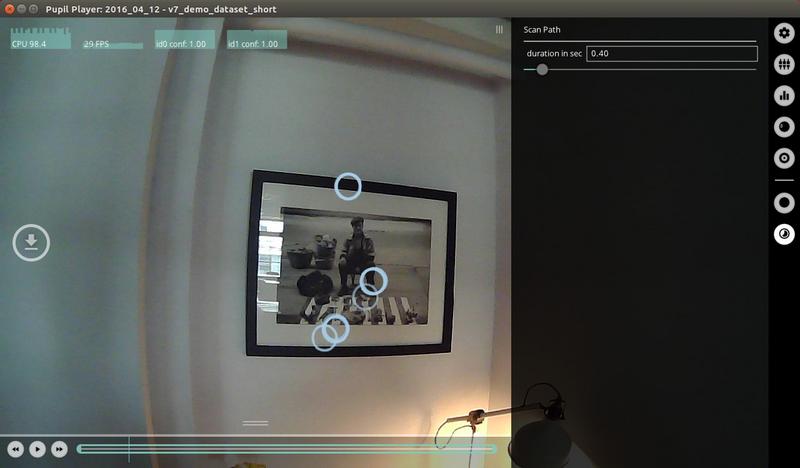 Pupil Player: 2016_04_12 - v7_demo_dataset_short
CPU 98.4
29 FPS
id0 conf: 1.00
id1 conf: 1.00
Scan Path
duration in sec 0.40